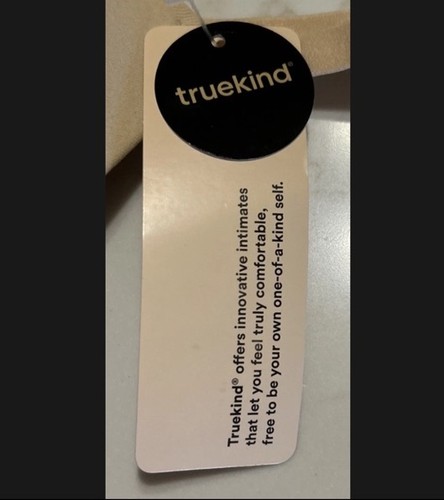 truekind®
Truekind® offers innovative intimates
that let you feel truly comfortable,
free to be your own one-of-a-kind self.